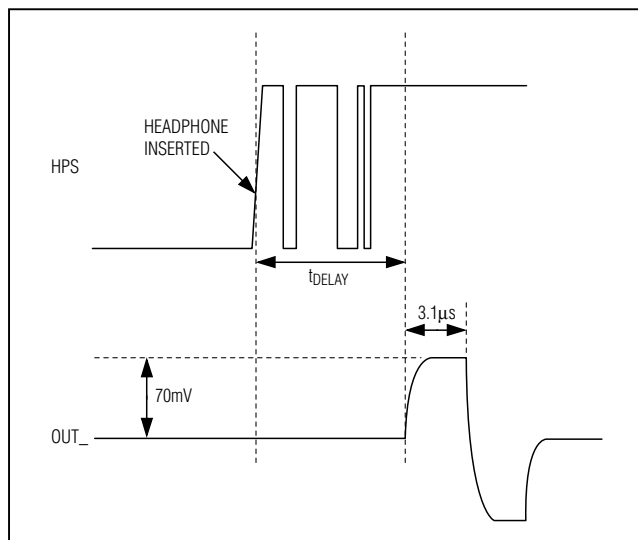 HEADPHONE
INSERTED
HPS
tDELAY
3.1μs
70mV
OUT_